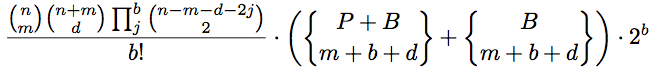 \frac{\binom{n}{m}\binom{n+m}{d}\prod_{j}^{b}\binom{n-m-d-2j}{2}}{b!} \cdot \left( \left\{ {P+B \atop m+b+d} \right\} + \left\{ {B \atop m+b+d} \right\} \right) \cdot 2^b